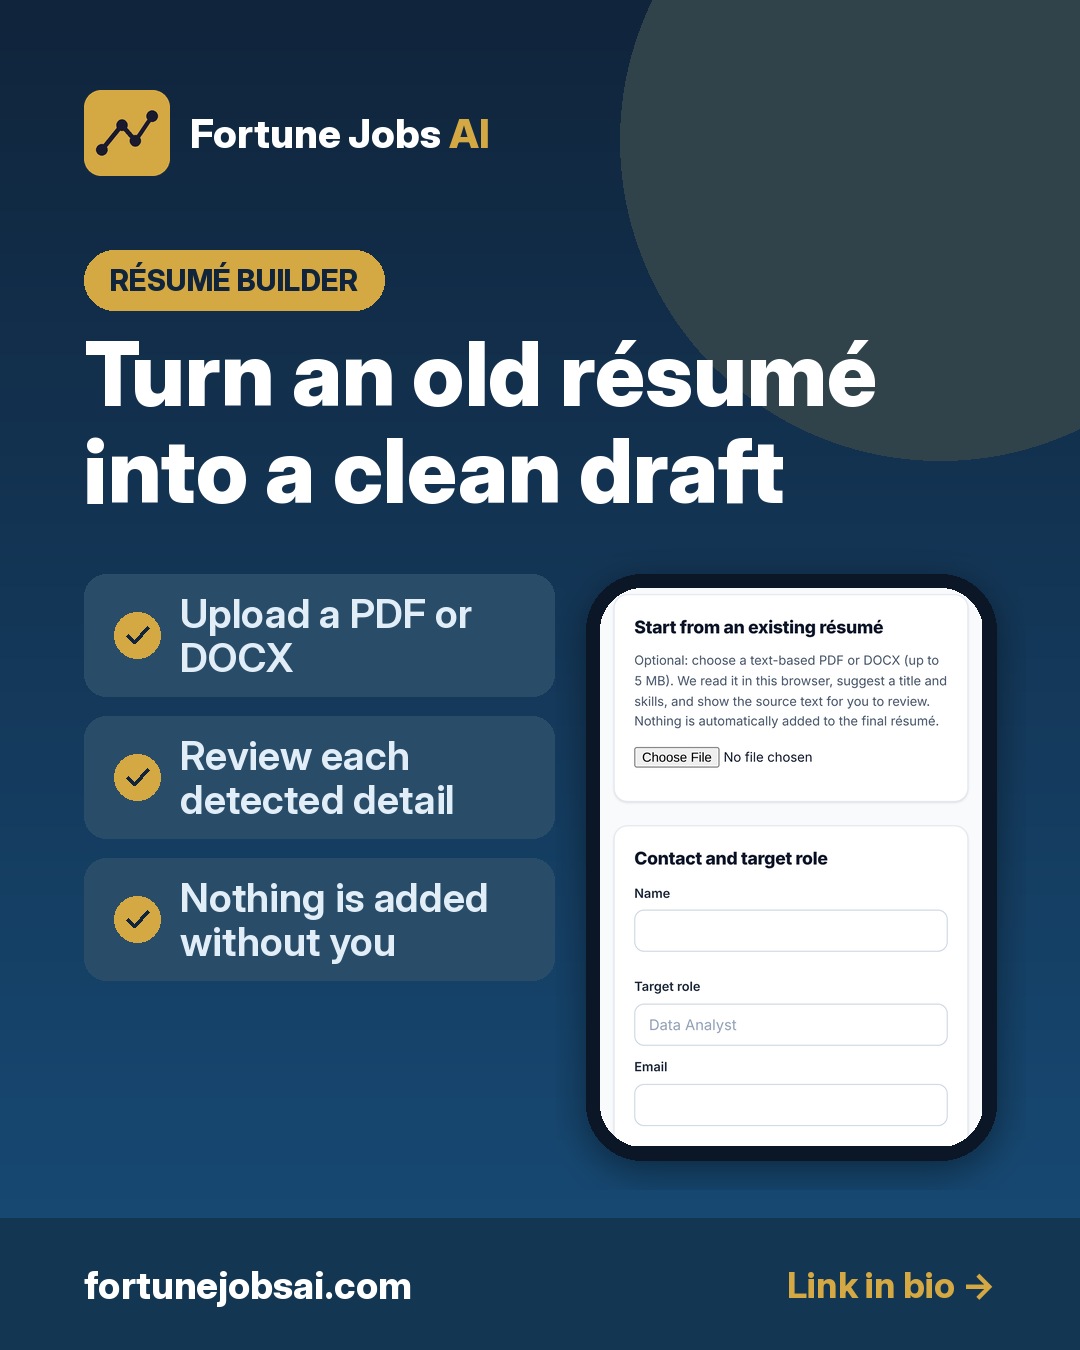 Fortune Jobs AI
RÉSUMÉ BUILDER
Turn an old résumé
into a clean draft
Upload a PDF or
DOCX
Review each
detected detail
Nothing is added
without you
Start from an existing résumé
Optional: choose a text-based PDF or DOCX (up to
5 MB). We read it in this browser, suggest a title and
skills, and show the source text for you to review.
Nothing is automatically added to the final résumé.
Choose File No file chosen
Contact and target role
Name
Target role
Data Analyst
Email
fortunejobsai.com
Link in bio →